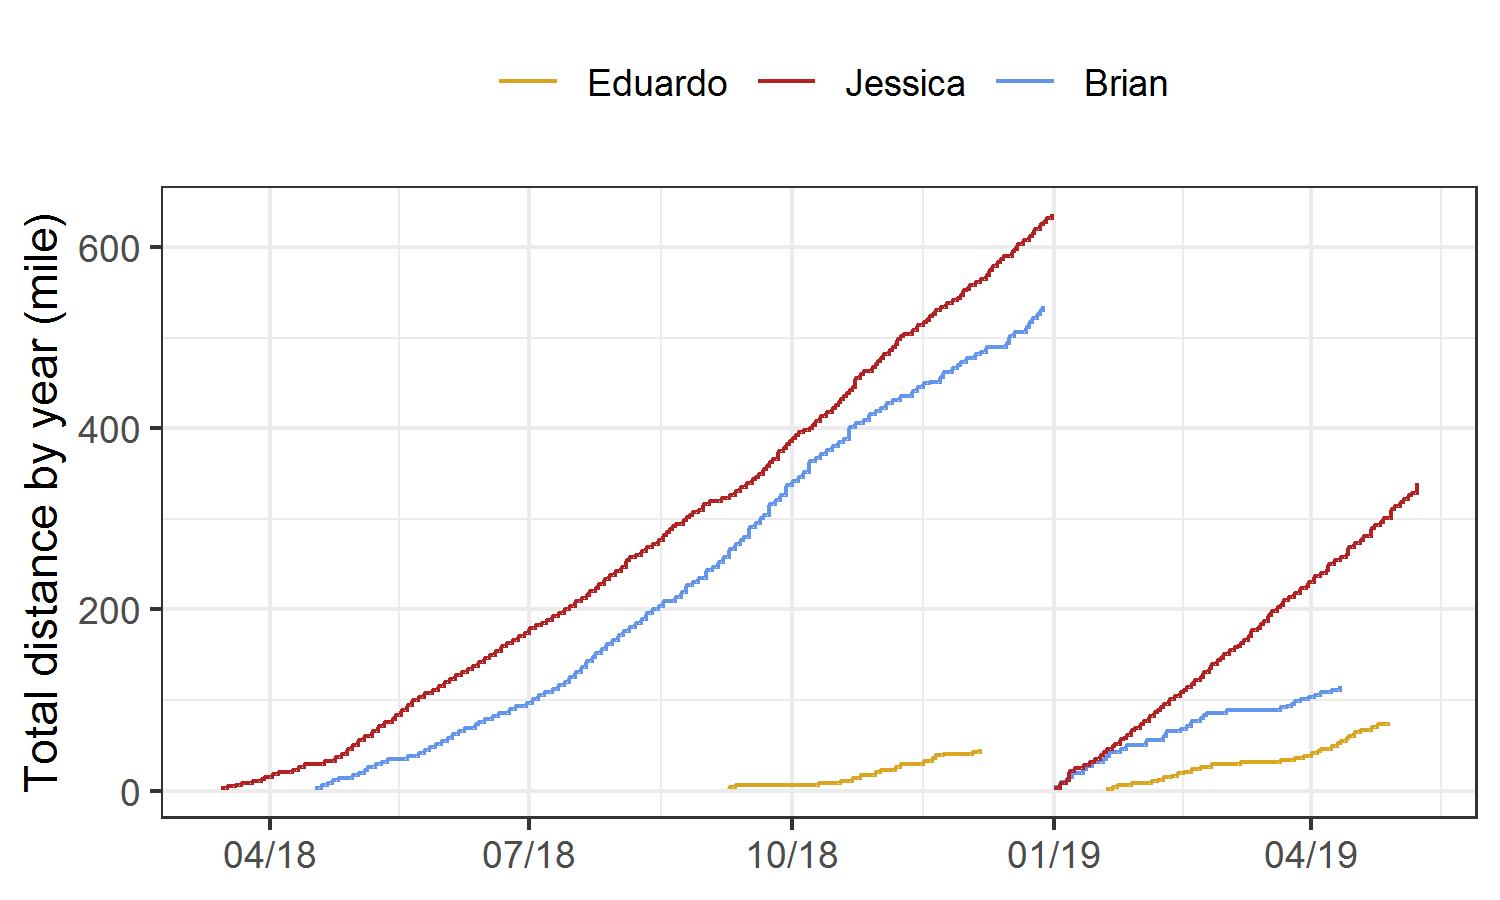 Eduardo Jessica Brian
Total distance by year (mile)
600
400
200
0
04/18 07/18 10/18 01/19 04/19